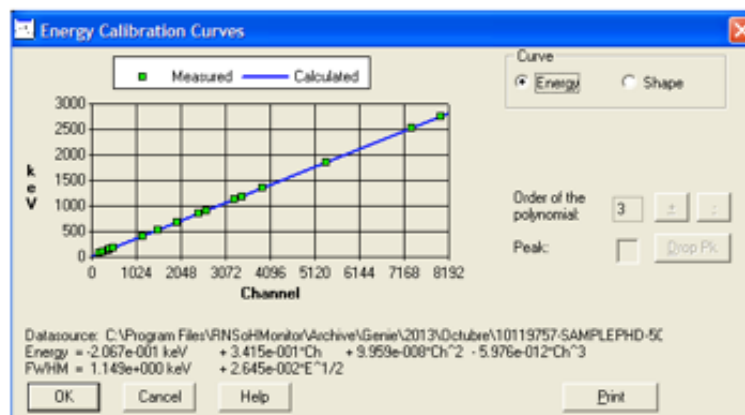 Energy Calibration Curves
Measured
Calculated
3000
2500
2000
1500
1000
500
0
keV
0 1024 2048 3072 4096 5120 6144 7168 8192
Channel
Curve
Energy
Shape
Order of the
polynomial:
3
Peak:
Drop Pk
Datasource: C:\Program Files\RNSoHMonitor\Archive\Genie\2013\Octubre\10119757-SAMPLEPHD-50
Energy = -2.067e-001 keV + 3.415e-001*Ch + 9.959e-008*Ch^2 - 5.976e-012*Ch^3
FWHM = 1.149e+000 keV + 2.645e-002*E^1/2
OK
Cancel
Help
Print